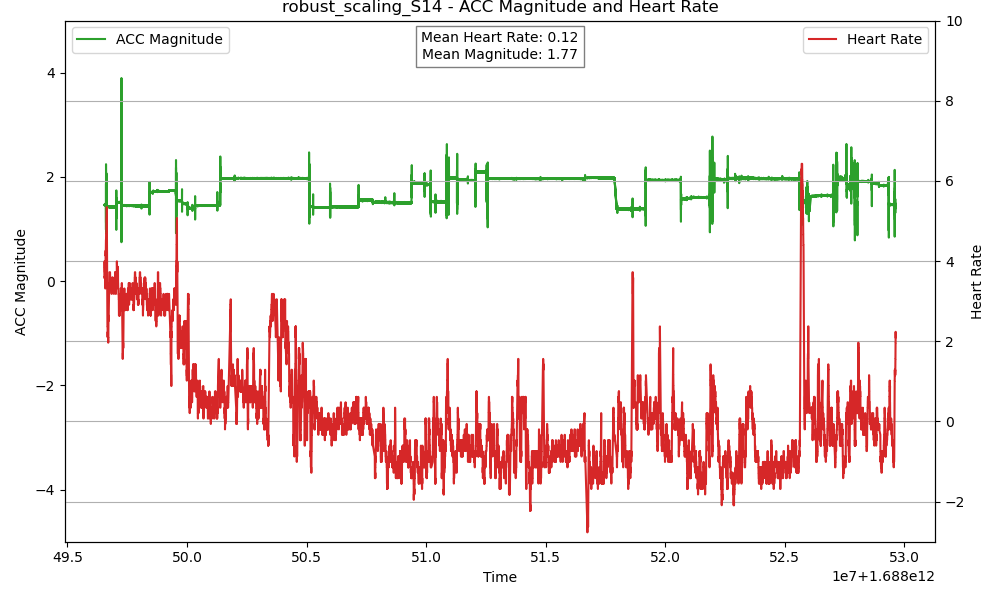 robust_scaling_S14 - ACC Magnitude and Heart Rate
ACC Magnitude
Mean Heart Rate: 0.12
Mean Magnitude: 1.77
Heart Rate
4
2
0
−2
−4
ACC Magnitude
10
8
6
4
2
0
−2
Heart Rate
49.5
50.0
50.5
51.0
51.5
52.0
52.5
53.0
Time
1e7+1.688e12